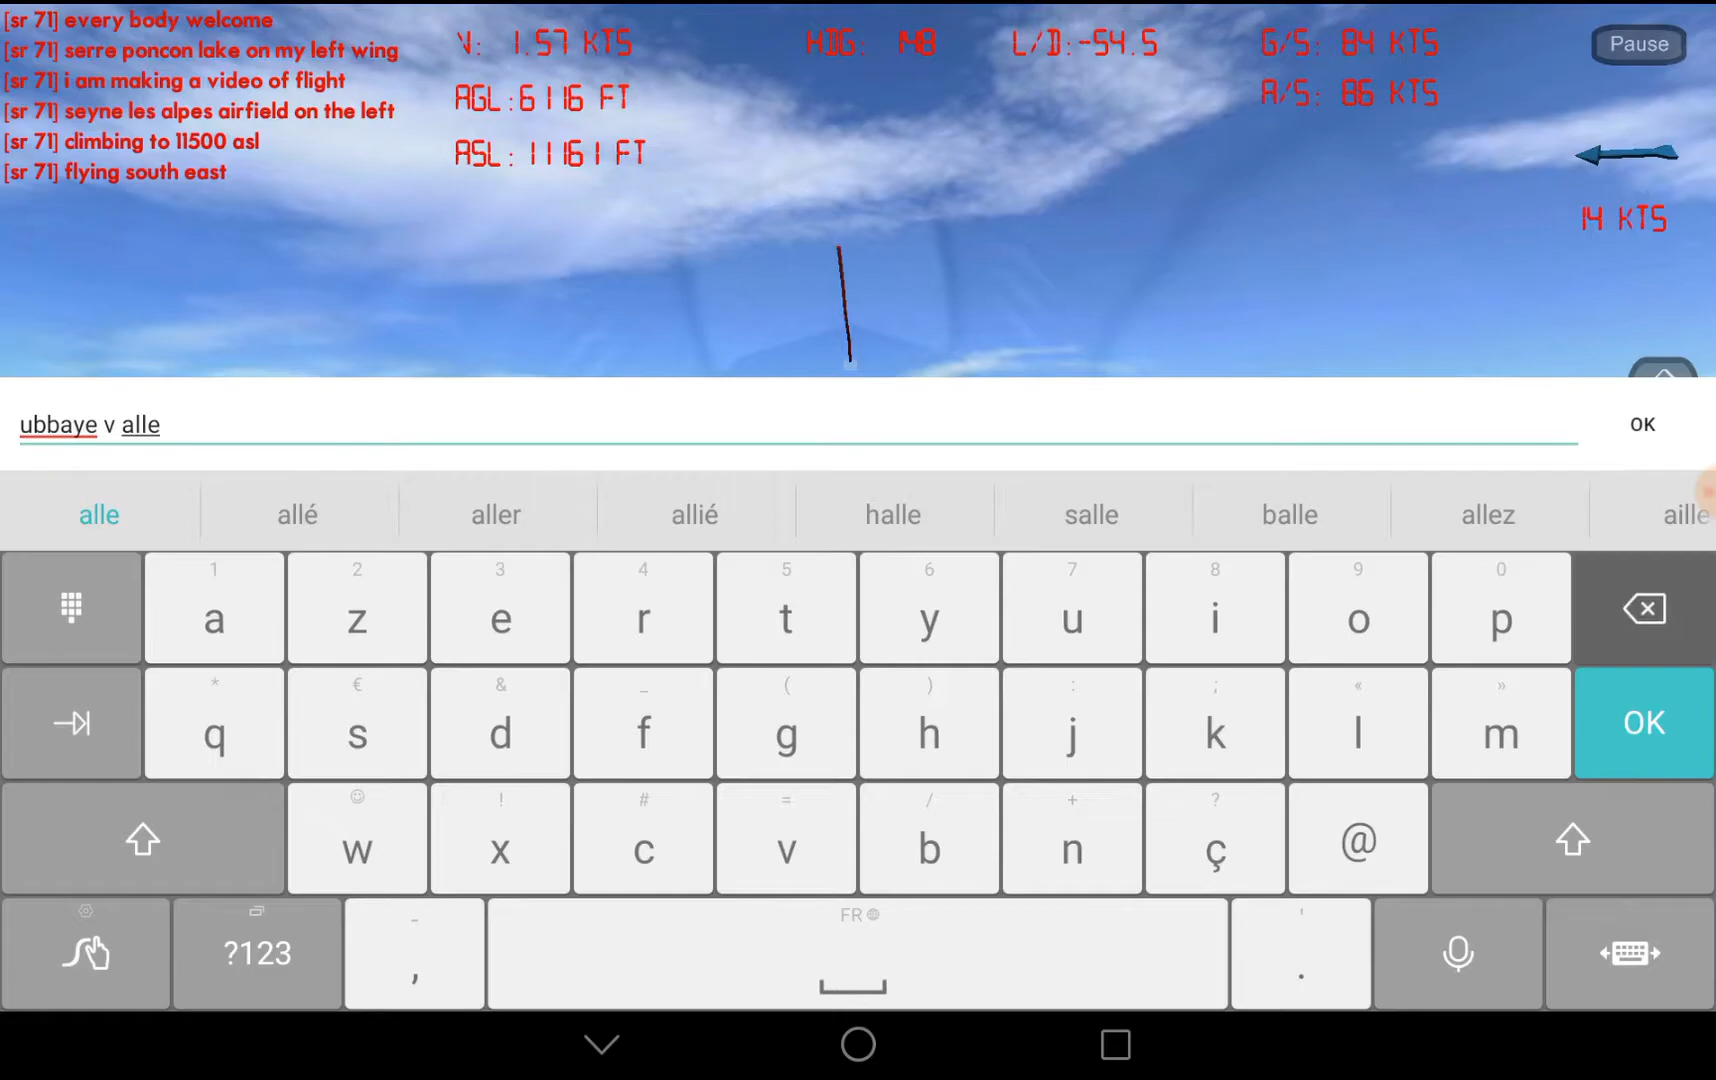 [sr 71] every body welcome
[sr 71] serre poncon lake on my left wing
[sr 71] i am making a video of flight
[sr 71] seyne les alpes airfield on the left
[sr 71] climbing to 11500 asl
[sr 71] flying south east
V: 1.57 KTS
AGL:6116 FT
ASL:11161 FT
HDG: 148
L/D:-54.5
G/S: 84 KTS
A/S: 86 KTS
Pause
14 KTS
ubbaye v alle
OK
alle allé aller allié halle salle balle allez aille
1 2 3 4 5 6 7 8 9 0
a z e r t y u i o p
* € & _ ( ) : ; « »
q s d f g h j k l m OK
! # = / + ?
w x c v b n ç @
- FR '
?123 , .